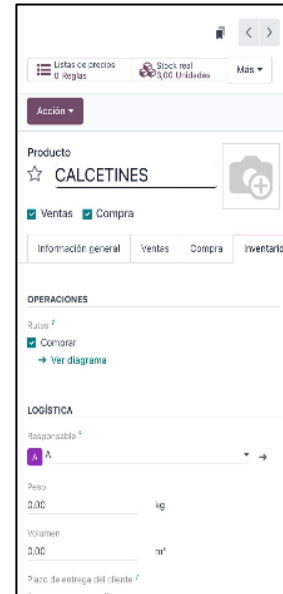 Listas de precios
0 Reglas
Stock real
3,00 Unidades
Más
Acción
Producto
CALCETINES
Ventas
Compra
Información general
Ventas
Compra
Inventario
OPERACIONES
Rutas ?
Comprar
→ Ver diagrama
LOGÍSTICA
Responsable ?
A A
Peso
0,00 kg
Volumen
0,00 m³
Plazo de entrega del cliente ?